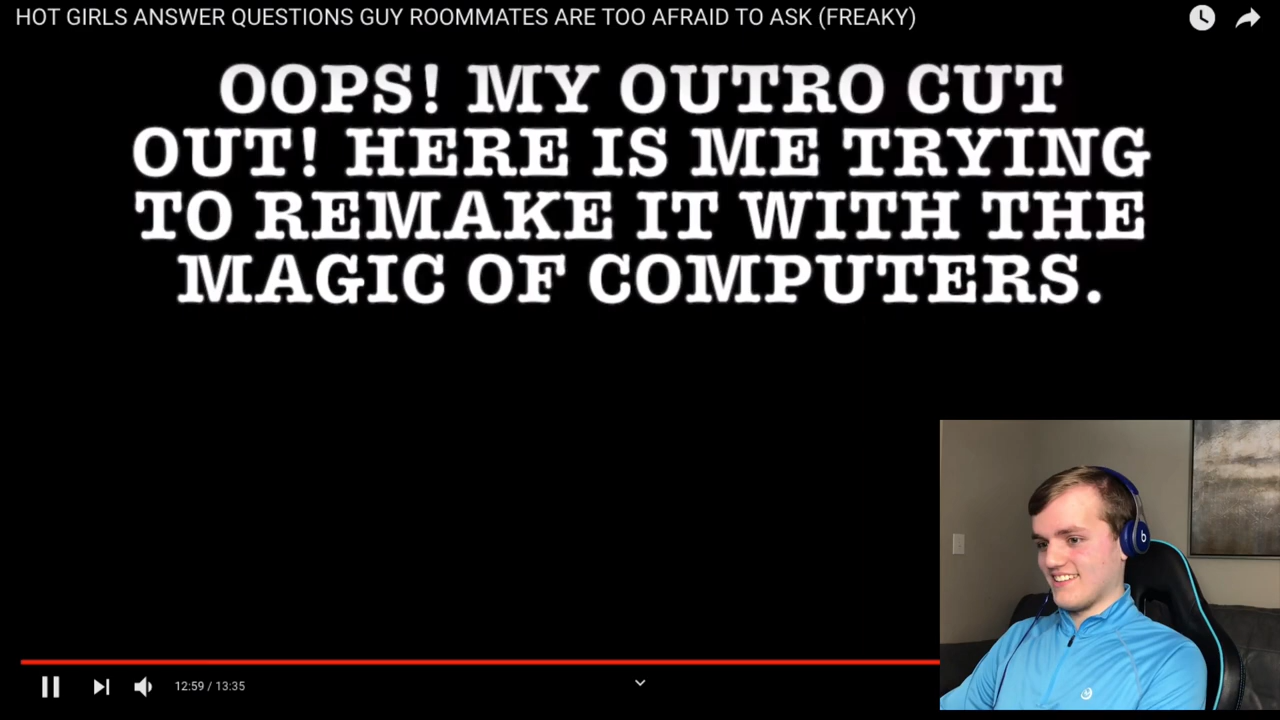 HOT GIRLS ANSWER QUESTIONS GUY ROOMMATES ARE TOO AFRAID TO ASK (FREAKY)
OOPS! MY OUTRO CUT
OUT! HERE IS ME TRYING
TO REMAKE IT WITH THE
MAGIC OF COMPUTERS.
12:59 / 13:35